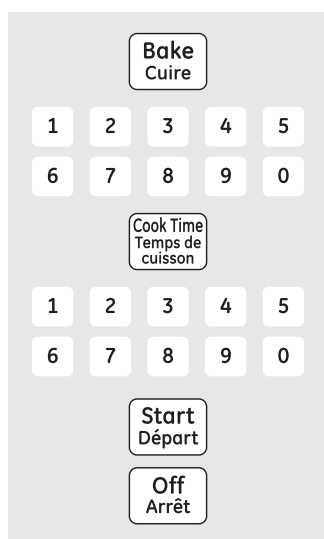 Bake
Cuire
1 2 3 4 5
6 7 8 9 0
Cook Time
Temps de
cuisson
1 2 3 4 5
6 7 8 9 0
Start
Départ
Off
Arrêt